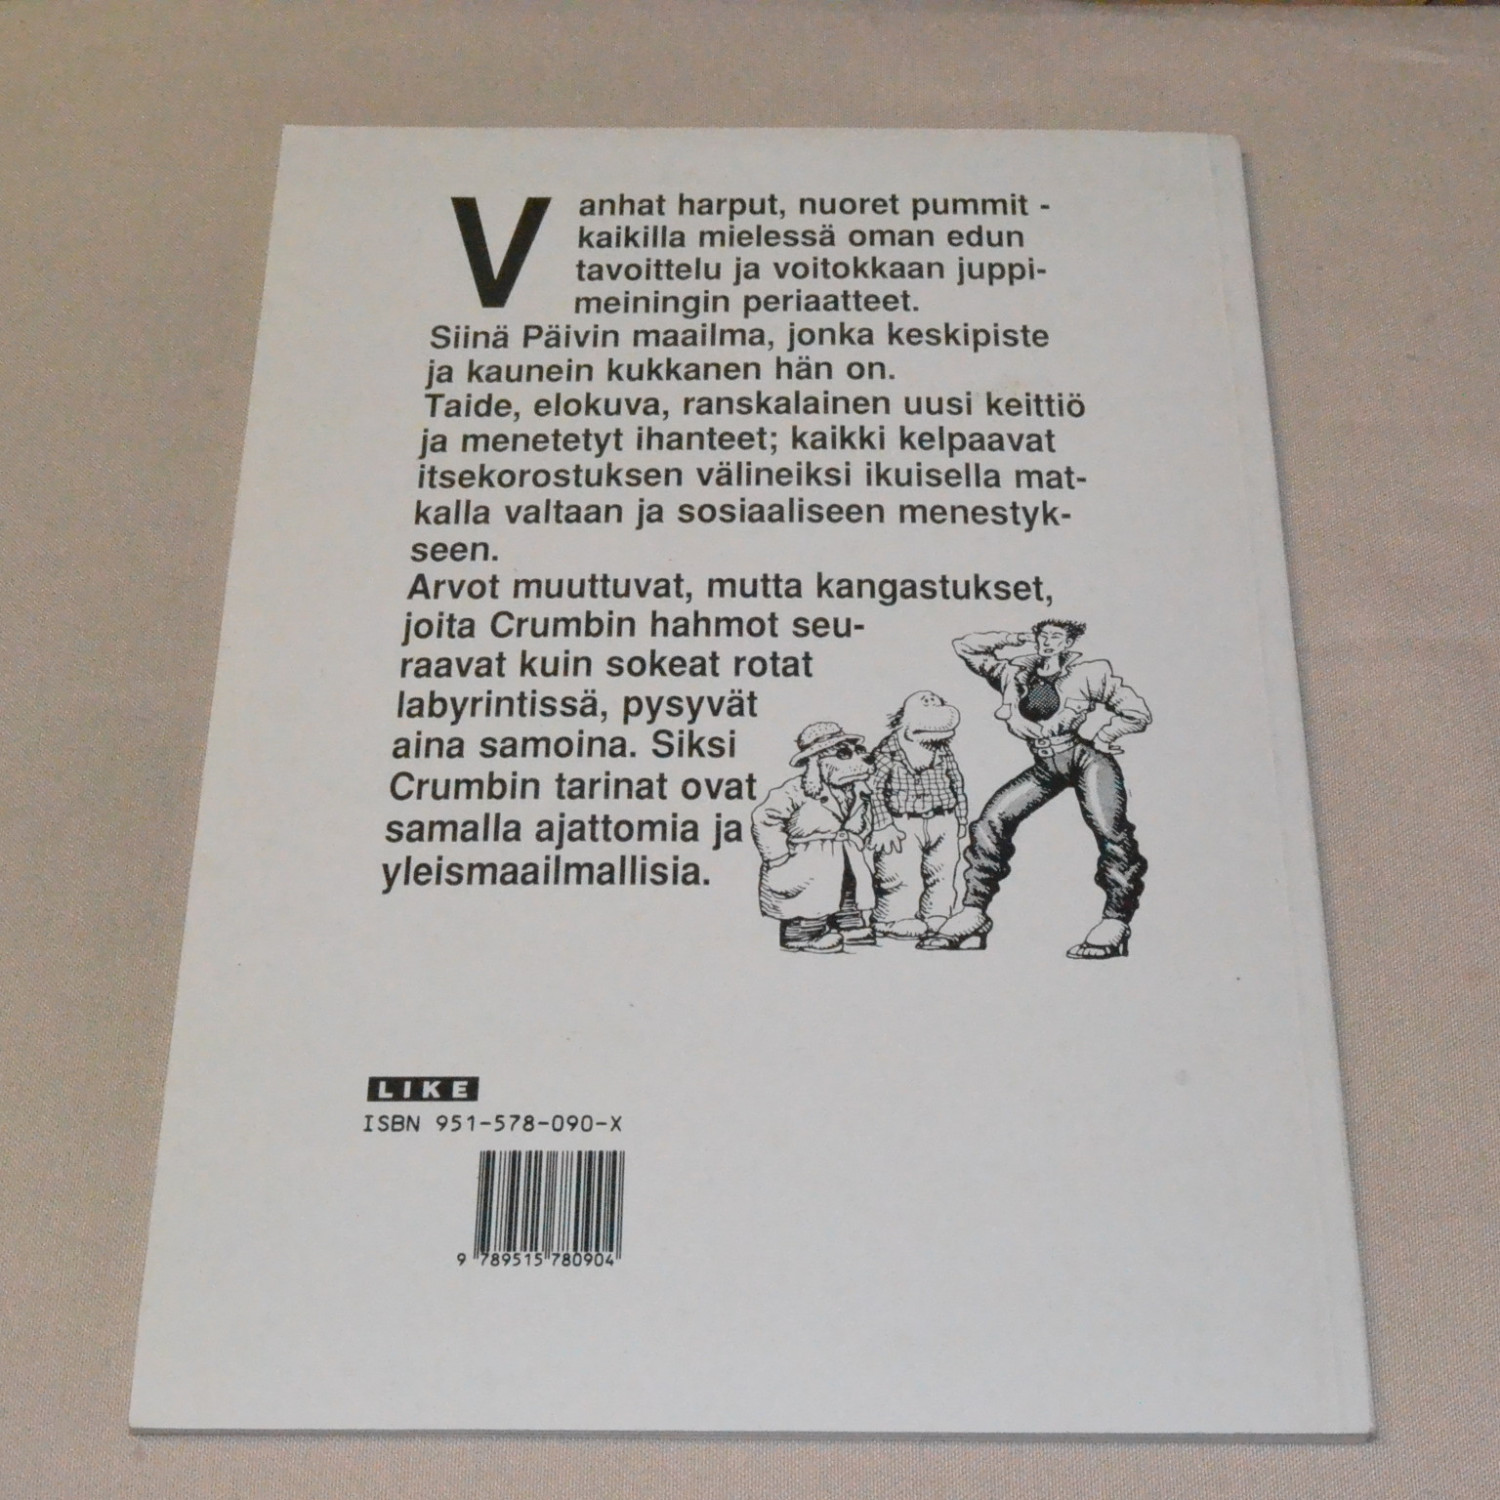 Vanhat harput, nuoret pummit -
kaikilla mielessä oman edun
tavoittelu ja voitokkaan juppi-
meiningin periaatteet.
Siinä Päivin maailma, jonka keskipiste
ja kaunein kukkanen hän on.
Taide, elokuva, ranskalainen uusi keittiö
ja menetetyt ihanteet; kaikki kelpaavat
itsekorostuksen välineiksi ikuisella mat-
kalla valtaan ja sosiaaliseen menestyk-
seen.
Arvot muuttuvat, mutta kangastukset,
joita Crumbin hahmot seu-
raavat kuin sokeat rotat
labyrintissä, pysyvät
aina samoina. Siksi
Crumbin tarinat ovat
samalla ajattomia ja
yleismaailmallisia.
LIKE
ISBN 951-578-090-X
9 789515 780904